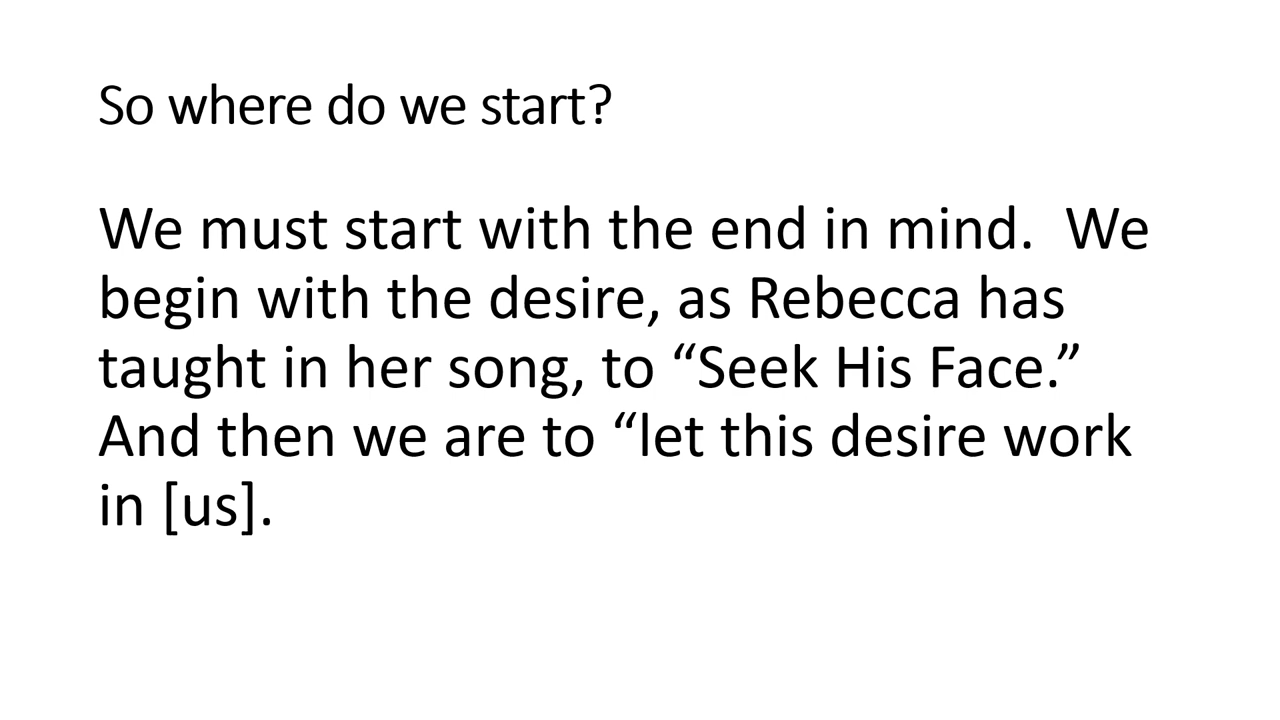 So where do we start?
We must start with the end in mind.  We
begin with the desire, as Rebecca has
taught in her song, to “Seek His Face.”
And then we are to “let this desire work
in [us].